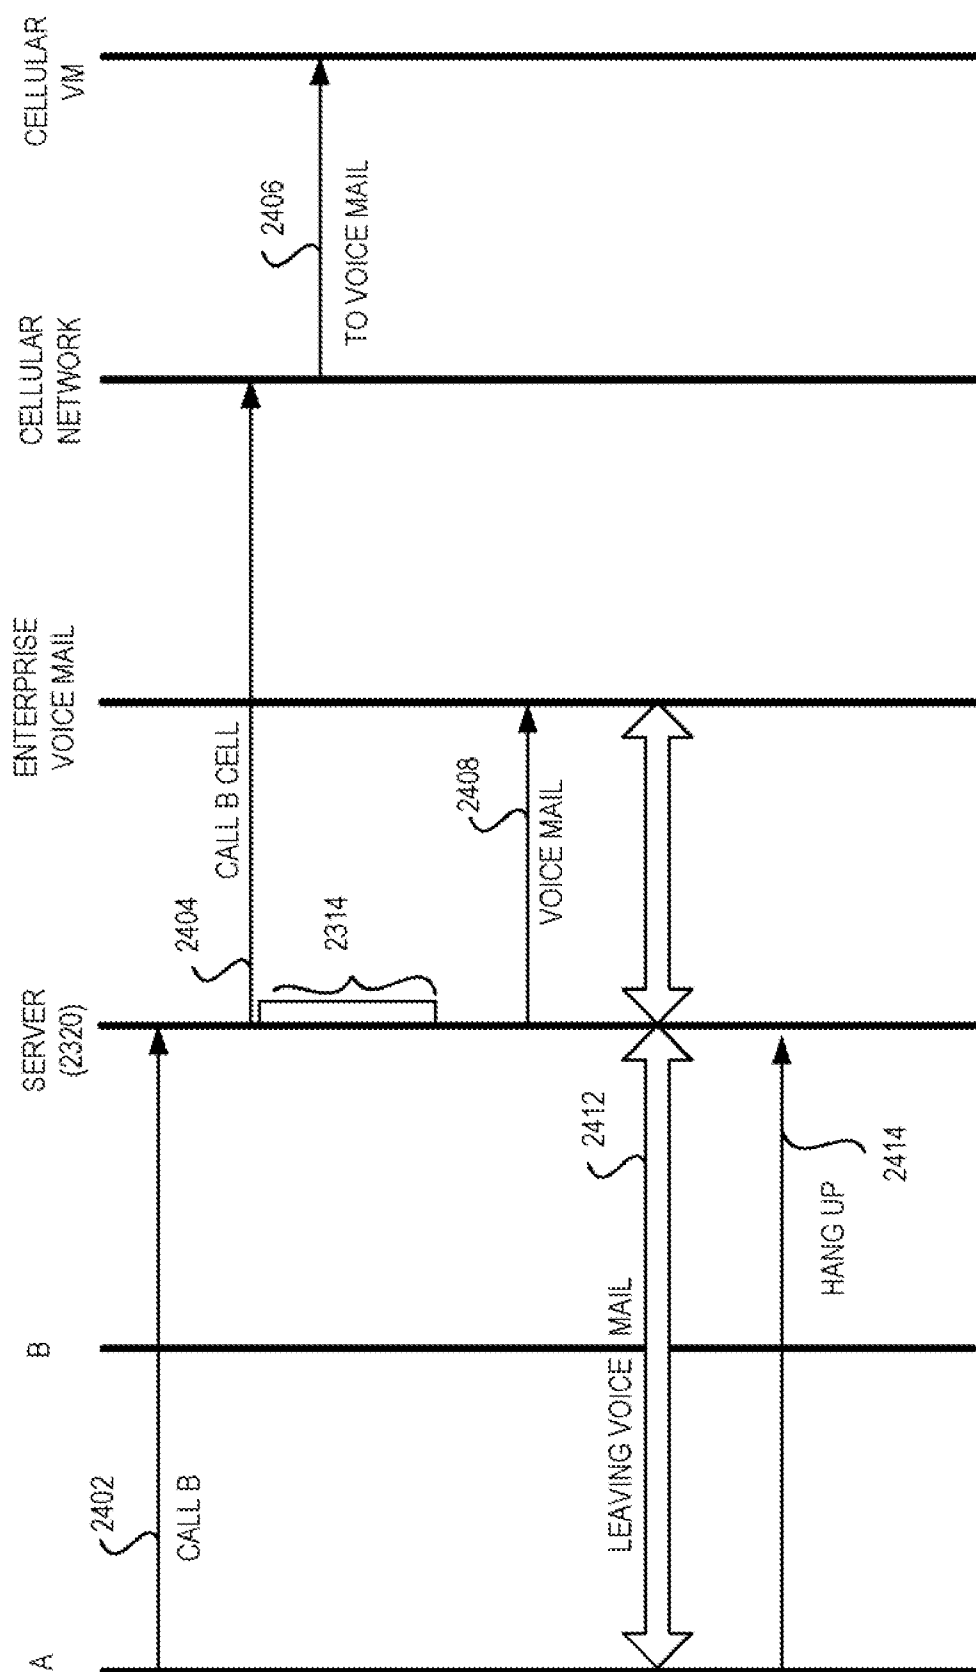 A
B
SERVER
(2320)
ENTERPRISE
VOICE MAIL
CELLULAR
NETWORK
CELLULAR
VM
2402
CALL B
2404
CALL B CELL
2406
TO VOICE MAIL
2314
2408
VOICE MAIL
2412
LEAVING VOICE MAIL
HANG UP
2414